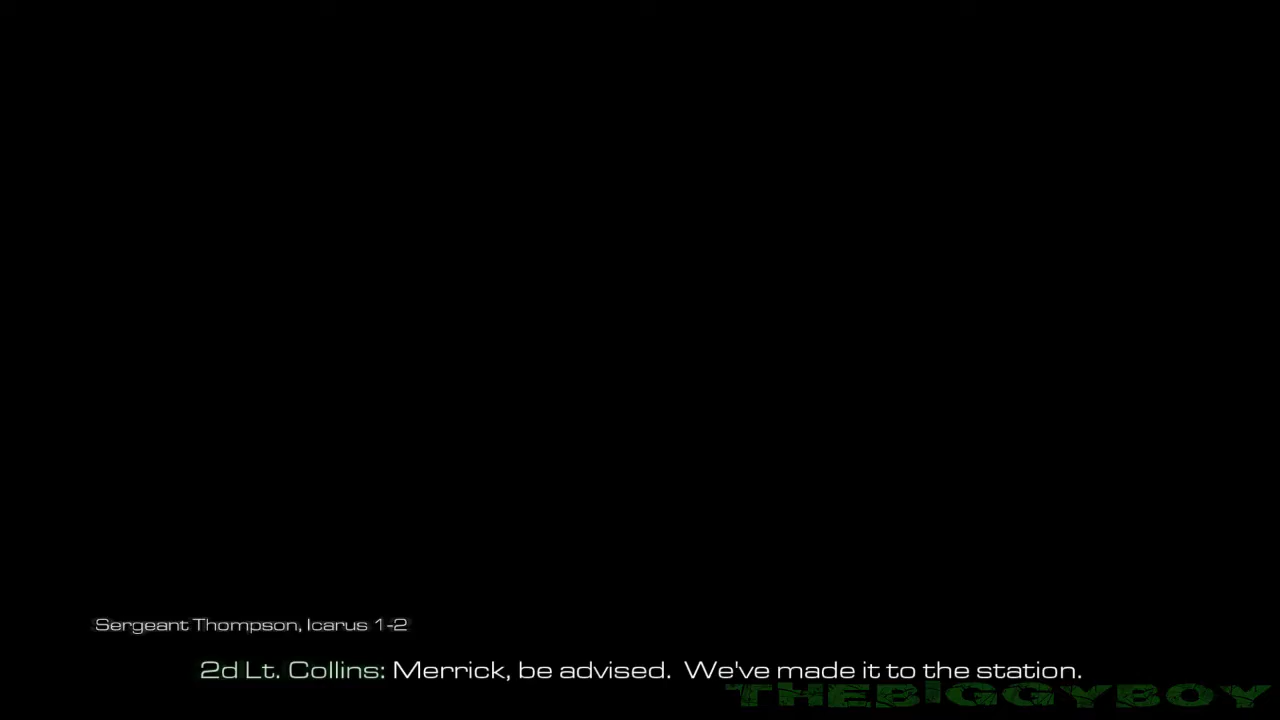 Sergeant Thompson, Icarus 1-2
2d Lt. Collins: Merrick, be advised.  We've made it to the station.
THEBIGGYBOY